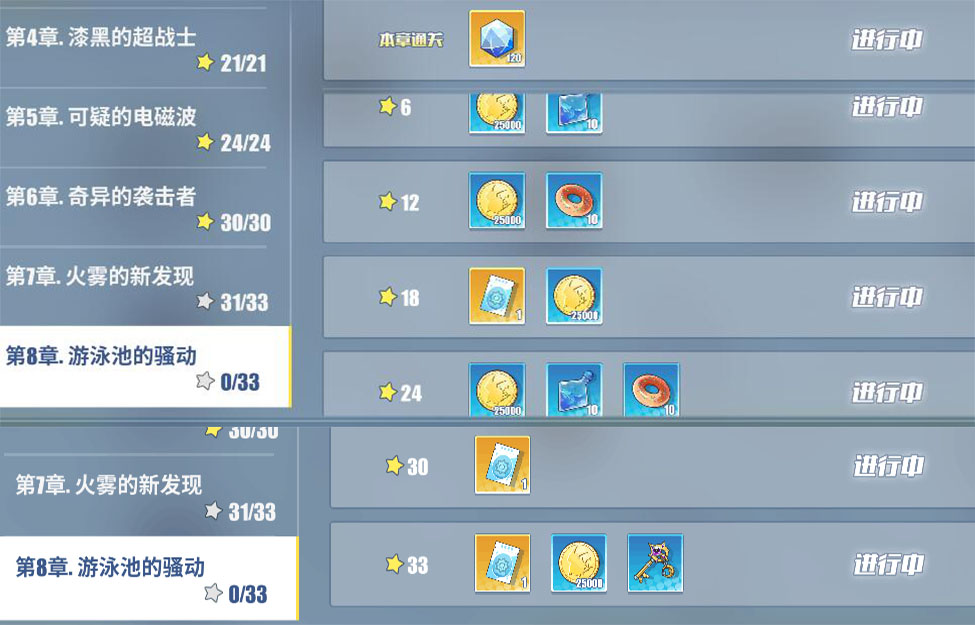 第4章. 漆黑的超战士
21/21
第5章. 可疑的电磁波
24/24
第6章. 奇异的袭击者
30/30
第7章. 火雾的新发现
31/33
第8章. 游泳池的骚动
0/33
本章通关
120
进行中
6
25000
10
进行中
12
25000
10
进行中
18
1
25000
进行中
24
25000
10
10
进行中
30/30
第7章. 火雾的新发现
31/33
第8章. 游泳池的骚动
0/33
30
1
进行中
33
1
25000
进行中